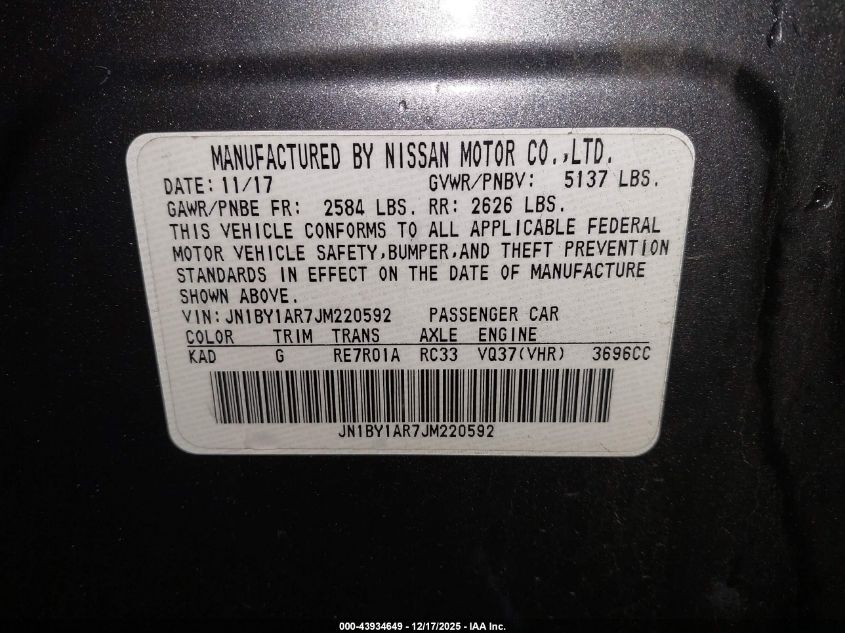 MANUFACTURED BY NISSAN MOTOR CO.,LTD.
DATE: 11/17 GVWR/PNBV: 5137 LBS.
GAWR/PNBE FR: 2584 LBS. RR: 2626 LBS.
THIS VEHICLE CONFORMS TO ALL APPLICABLE FEDERAL
MOTOR VEHICLE SAFETY,BUMPER,AND THEFT PREVENTION
STANDARDS IN EFFECT ON THE DATE OF MANUFACTURE
SHOWN ABOVE.
VIN: JN1BY1AR7JM220592 PASSENGER CAR
COLOR TRIM TRANS AXLE ENGINE
KAD G RE7R01A RC33 VQ37(VHR) 3696CC
JN1BY1AR7JM220592
000-43934649 - 12/17/2025 - IAA Inc.